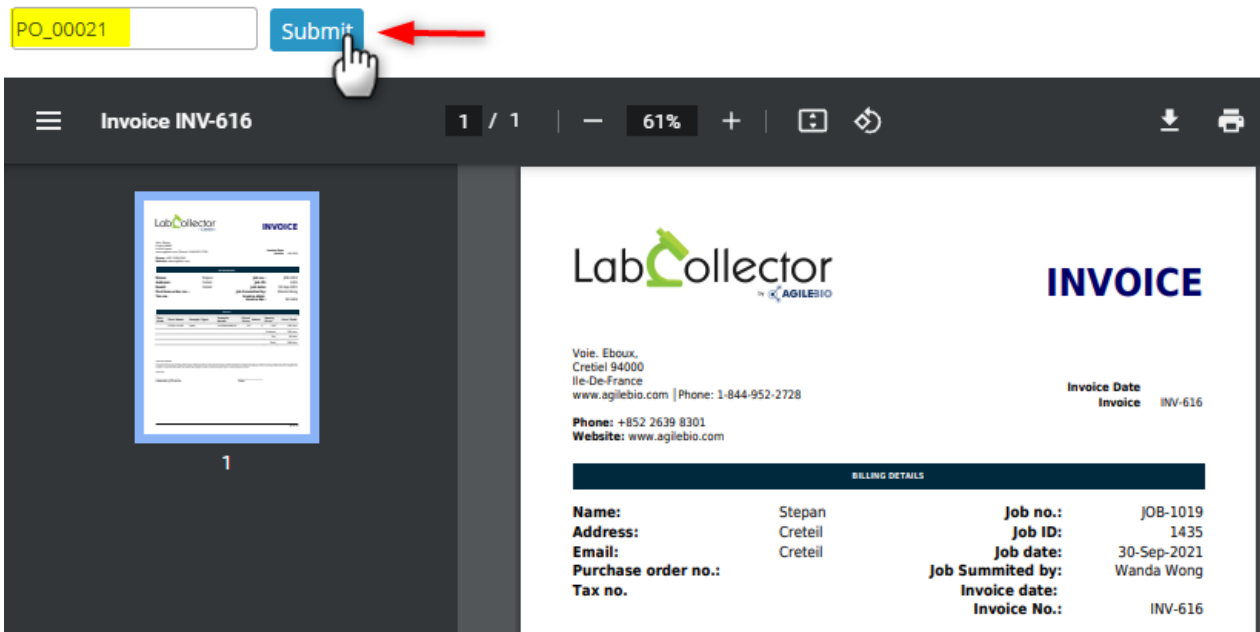 PO_00021 Submit
Invoice INV-616 1 / 1 61%
LabCollector INVOICE
1
LabCollector
by AGILEBIO
INVOICE
Voie. Eboux,
Cretiel 94000
Ile-De-France
www.agilebio.com |Phone: 1-844-952-2728
Invoice Date
Invoice INV-616
Phone: +852 2639 8301
Website: www.agilebio.com
BILLING DETAILS
Name: Stepan Job no.: JOB-1019
Address: Creteil Job ID: 1435
Email: Creteil Job date: 30-Sep-2021
Purchase order no.: Job Summited by: Wanda Wong
Tax no. Invoice date:
Invoice No.: INV-616